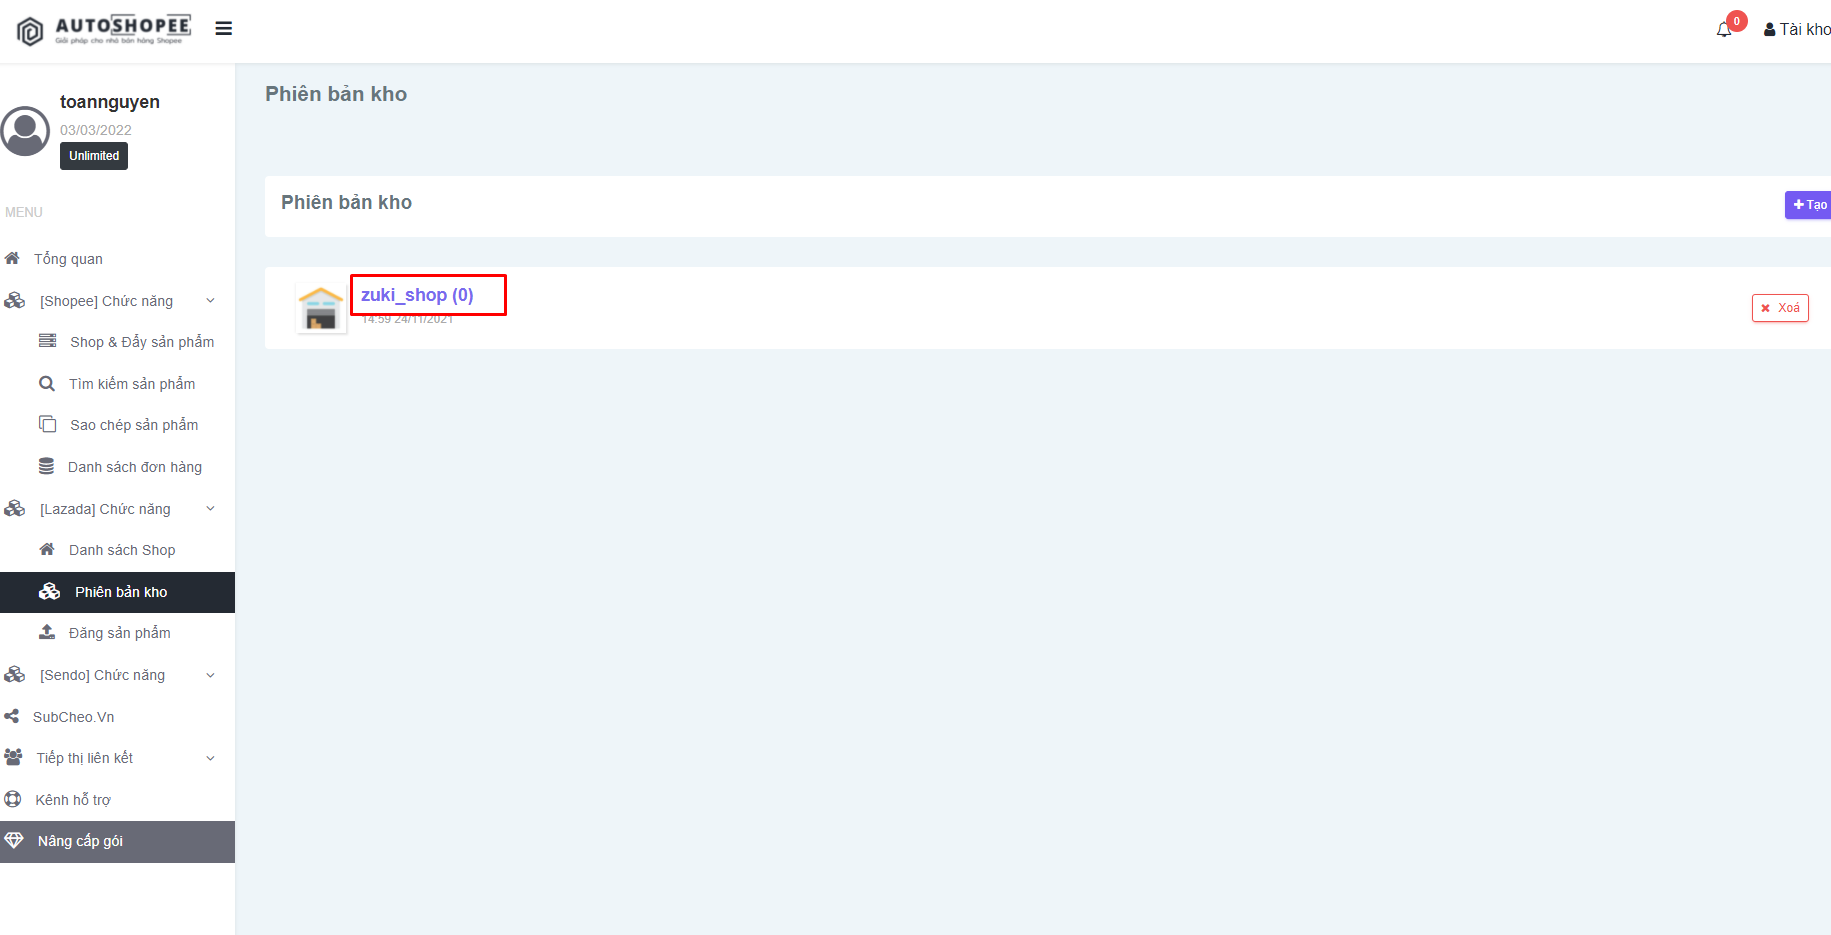 AUTOSHOPEE
Giải pháp cho nhà bán hàng Shopee
0
Tài kho
toannguyen
03/03/2022
Unlimited
MENU
Tổng quan
[Shopee] Chức năng
Shop & Đẩy sản phẩm
Tìm kiếm sản phẩm
Sao chép sản phẩm
Danh sách đơn hàng
[Lazada] Chức năng
Danh sách Shop
Phiên bản kho
Đăng sản phẩm
[Sendo] Chức năng
SubCheo.Vn
Tiếp thị liên kết
Kênh hỗ trợ
Nâng cấp gói
Phiên bản kho
Phiên bản kho
Tạo
zuki_shop (0)
14:59 24/11/2021
Xoá